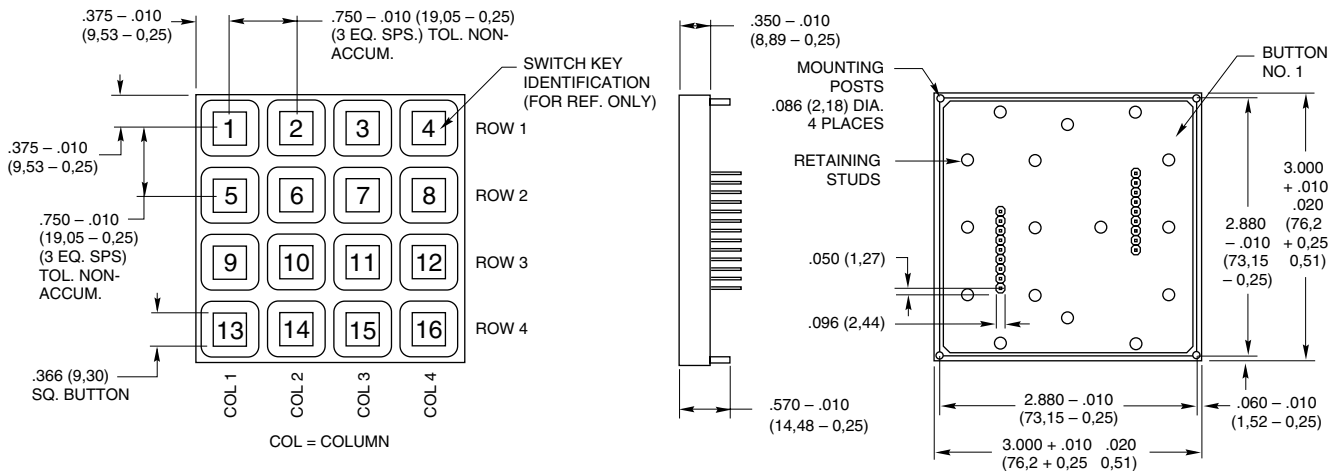 .375 – .010
(9,53 – 0,25)
.750 – .010 (19,05 – 0,25)
(3 EQ. SPS.) TOL. NON-
ACCUM.
SWITCH KEY
IDENTIFICATION
(FOR REF. ONLY)
1 2 3 4 ROW 1
.375 – .010
(9,53 – 0,25)
5 6 7 8 ROW 2
.750 – .010
(19,05 – 0,25)
(3 EQ. SPS)
TOL. NON-
ACCUM.
9 10 11 12 ROW 3
13 14 15 16 ROW 4
.366 (9,30)
SQ. BUTTON
COL 1
COL 2
COL 3
COL 4
COL = COLUMN
.350 – .010
(8,89 – 0,25)
.570 – .010
(14,48 – 0,25)
MOUNTING
POSTS
.086 (2,18) DIA.
4 PLACES
RETAINING
STUDS
BUTTON
NO. 1
.050 (1,27)
.096 (2,44)
2.880
– .010
(73,15
– 0,25)
3.000
+ .010
.020
(76,2
+ 0,25
0,51)
2.880 – .010
(73,15 – 0,25)
.060 – .010
(1,52 – 0,25)
3.000 + .010 .020
(76,2 + 0,25 0,51)